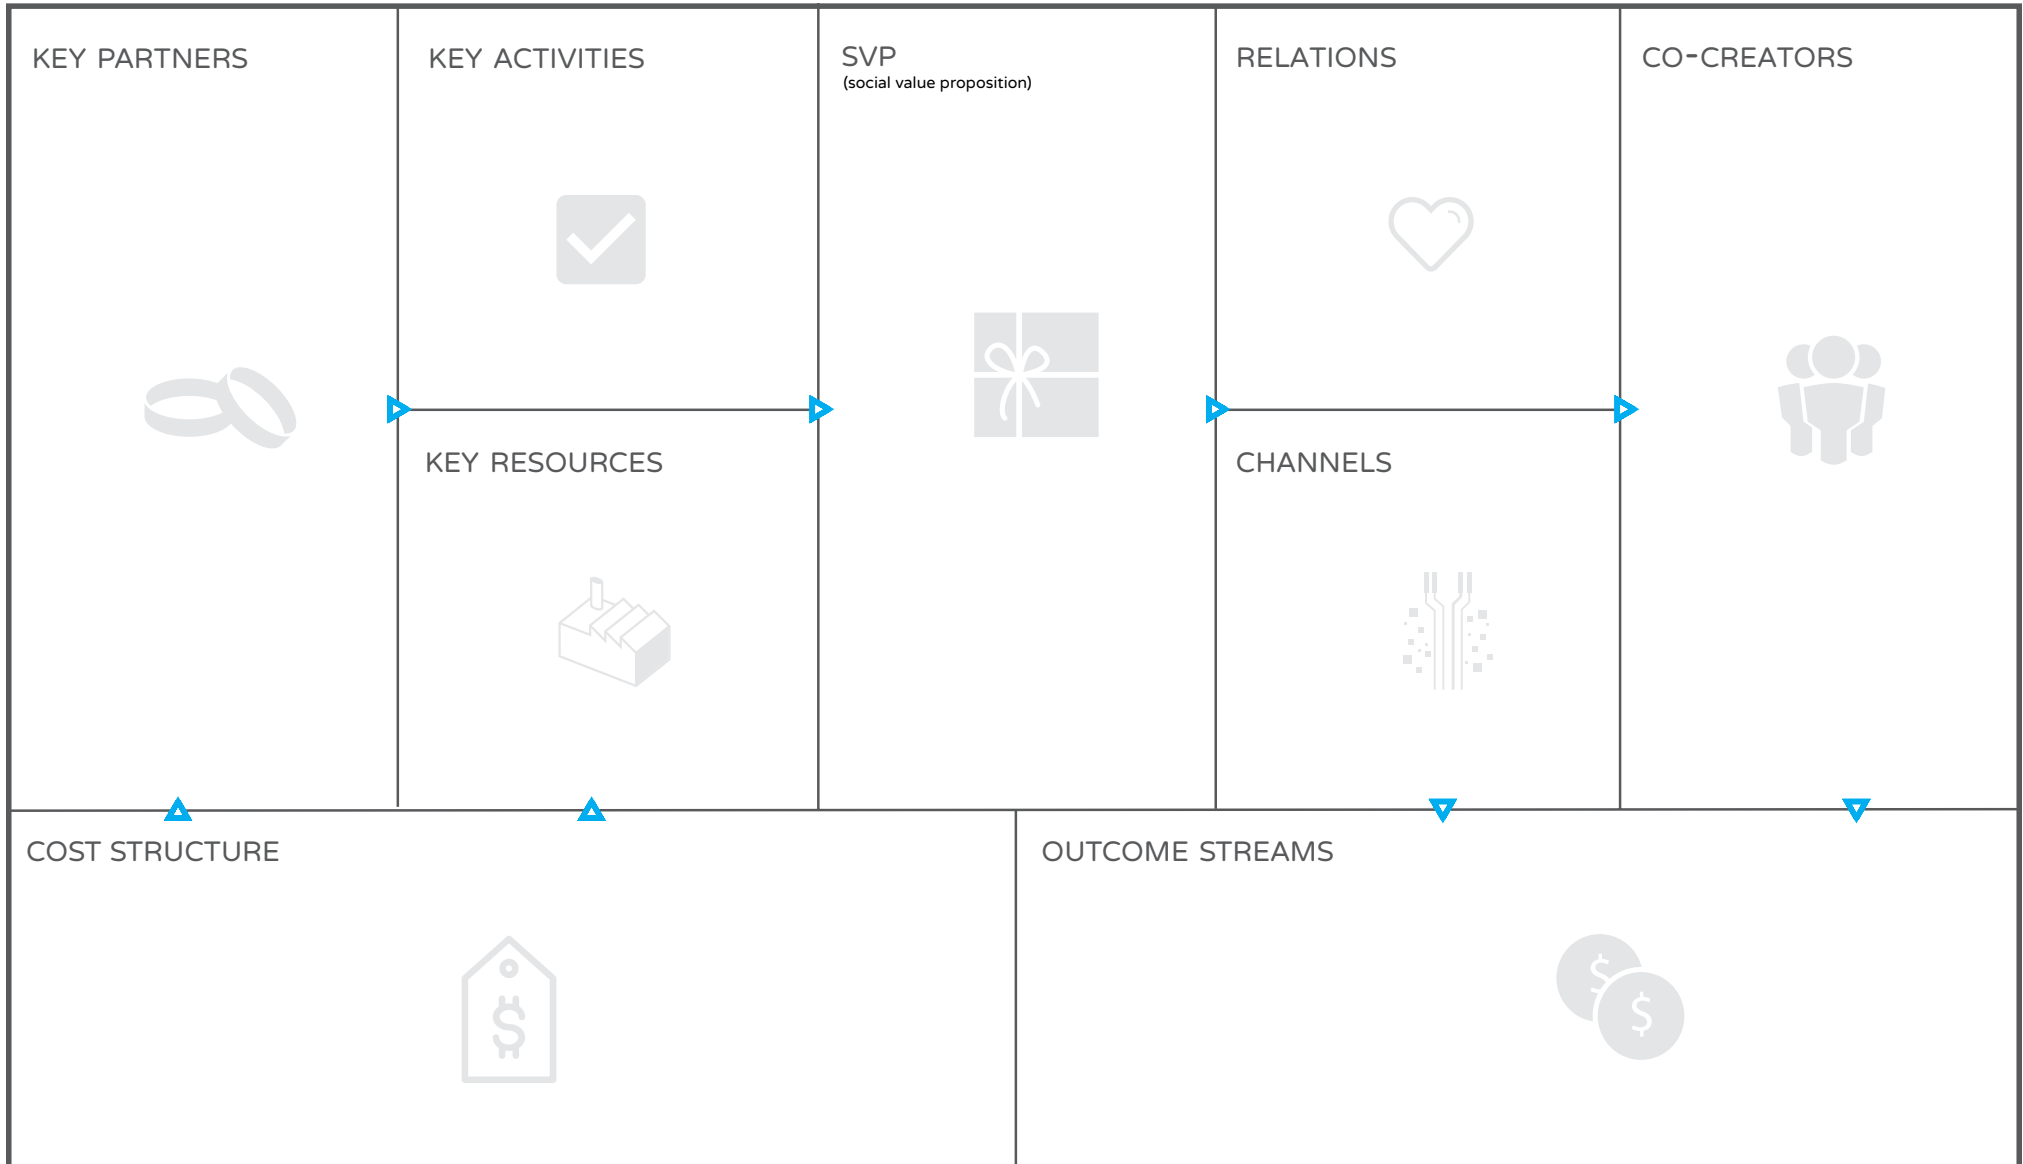 KEY PARTNERS
KEY ACTIVITIES
SVP
(social value proposition)
RELATIONS
CO-CREATORS
KEY RESOURCES
CHANNELS
COST STRUCTURE
OUTCOME STREAMS
$
$
$